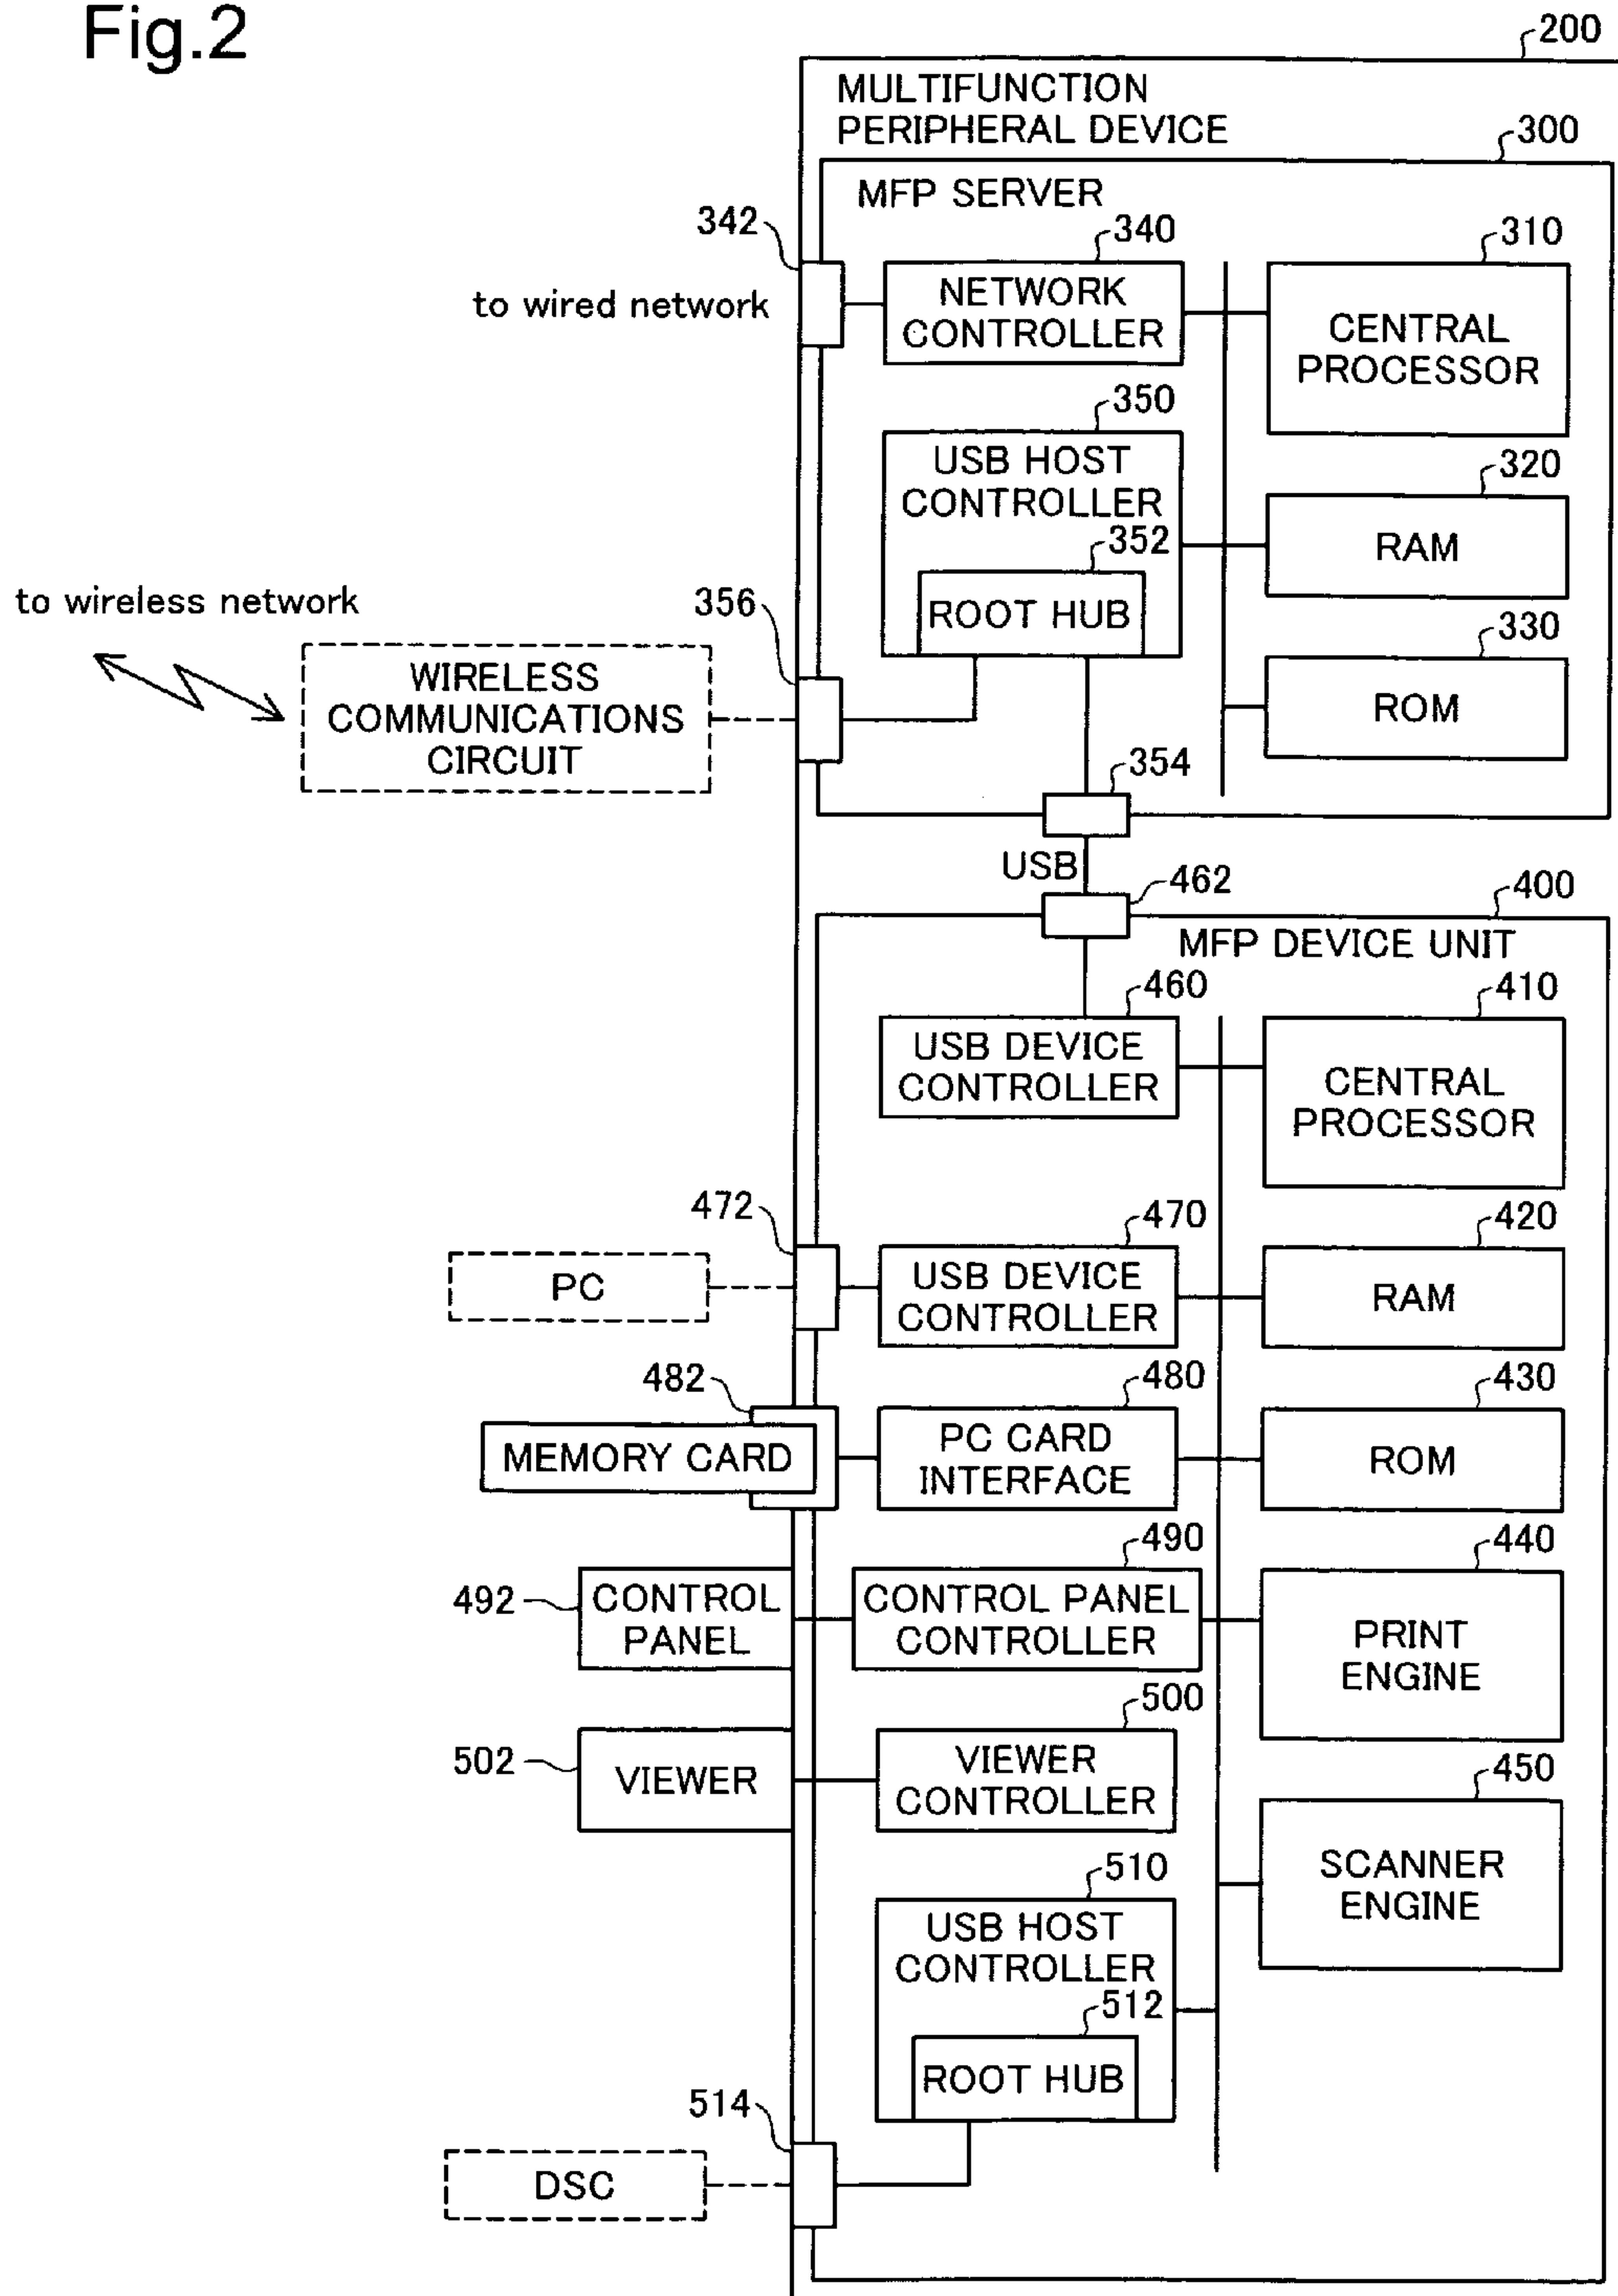 Fig.2
200
MULTIFUNCTION
PERIPHERAL DEVICE
300
MFP SERVER
342
340
310
to wired network
NETWORK
CONTROLLER
CENTRAL
PROCESSOR
350
USB HOST
CONTROLLER
320
RAM
352
ROOT HUB
to wireless network
356
330
ROM
WIRELESS
COMMUNICATIONS
CIRCUIT
354
USB
462
400
MFP DEVICE UNIT
460
410
USB DEVICE
CONTROLLER
CENTRAL
PROCESSOR
472
470
420
PC
USB DEVICE
CONTROLLER
RAM
482
480
430
MEMORY CARD
PC CARD
INTERFACE
ROM
490
440
492
CONTROL
PANEL
CONTROL PANEL
CONTROLLER
PRINT
ENGINE
500
502
VIEWER
VIEWER
CONTROLLER
450
SCANNER
ENGINE
510
USB HOST
CONTROLLER
512
ROOT HUB
514
DSC